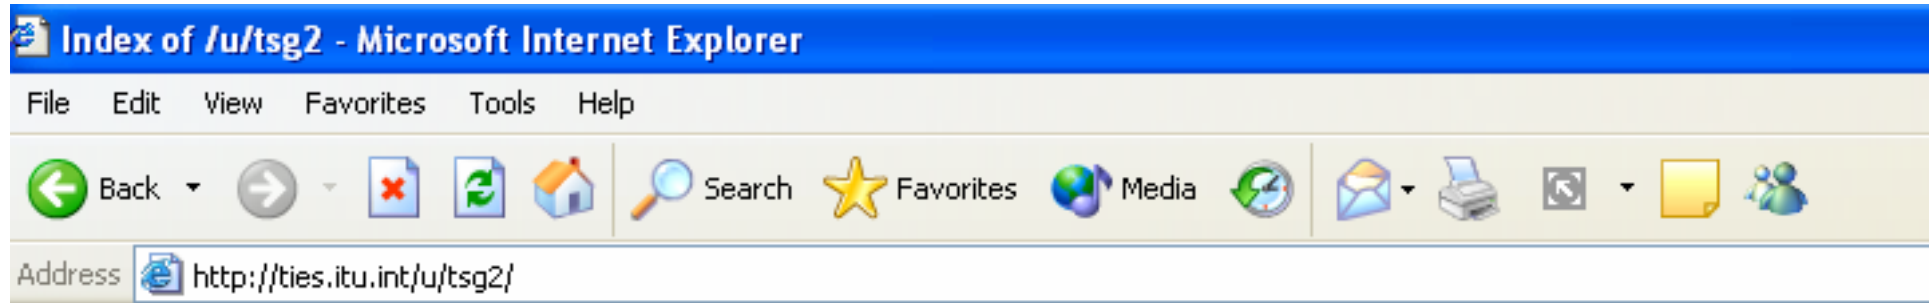 Index of /u/tsg2 - Microsoft Internet Explorer
File Edit View Favorites Tools Help
Back Search Favorites Media
Address http://ties.itu.int/u/tsg2/